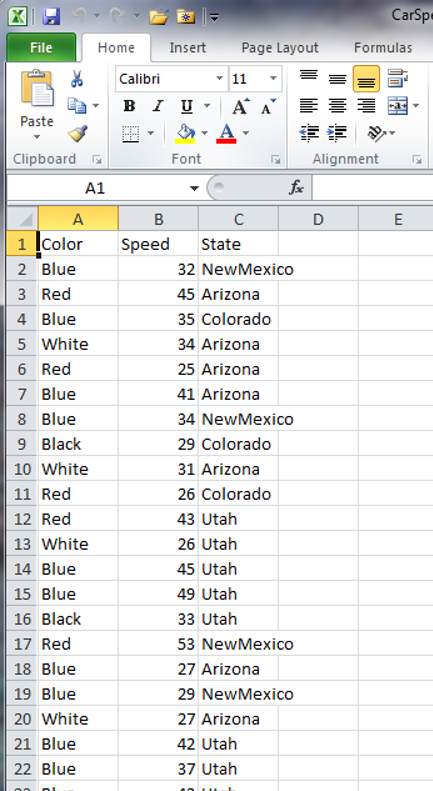 CarSpe
File Home Insert Page Layout Formulas
Calibri 11
Paste B I U A A
A
Clipboard Font Alignment
A1 fx
A B C D E
1 Color Speed State
2 Blue 32 NewMexico
3 Red 45 Arizona
4 Blue 35 Colorado
5 White 34 Arizona
6 Red 25 Arizona
7 Blue 41 Arizona
8 Blue 34 NewMexico
9 Black 29 Colorado
10 White 31 Arizona
11 Red 26 Colorado
12 Red 43 Utah
13 White 26 Utah
14 Blue 45 Utah
15 Blue 49 Utah
16 Black 33 Utah
17 Red 53 NewMexico
18 Blue 27 Arizona
19 Blue 29 NewMexico
20 White 27 Arizona
21 Blue 42 Utah
22 Blue 37 Utah